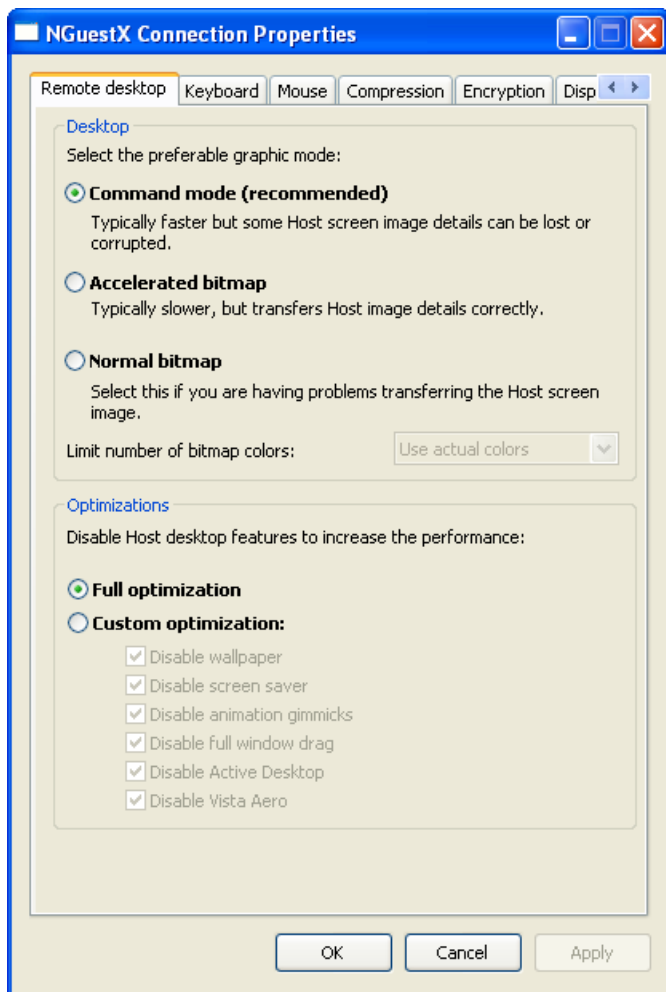 NGuestX Connection Properties
Remote desktop Keyboard Mouse Compression Encryption Disp
Desktop
Select the preferable graphic mode:
Command mode (recommended)
Typically faster but some Host screen image details can be lost or
corrupted.
Accelerated bitmap
Typically slower, but transfers Host image details correctly.
Normal bitmap
Select this if you are having problems transferring the Host screen
image.
Limit number of bitmap colors: Use actual colors
Optimizations
Disable Host desktop features to increase the performance:
Full optimization
Custom optimization:
Disable wallpaper
Disable screen saver
Disable animation gimmicks
Disable full window drag
Disable Active Desktop
Disable Vista Aero
OK Cancel Apply